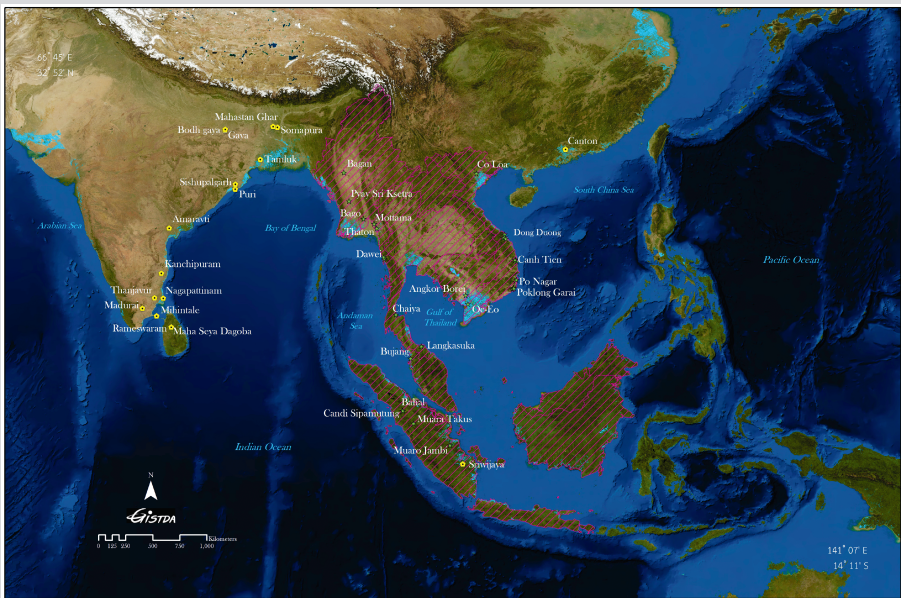 66° 45' E
32° 52' N
Mahastan Ghar
Bodh gaya
Gaya
Somapura
Canton
Tamluk
Bagan
Co Loa
Sishupalgarh
Puri
Pyay Sri Ksetra
South China Sea
Bago
Motiama
Arabian Sea
Amaravti
Bay of Bengal
Thaton
Dong Duong
Dawei
Kanchipuram
Canh Tien
Pacific Ocean
Po Nagar
Thanjavur
Nagapattinam
Angkor Borei
Poklong Garai
Madurai
Mihintale
Chaiya
Gulf of
Thailand
Oc-Eo
Andaman
Sea
Rameswaram
Maha Seya Dagoba
Bujang
Langkasuka
Bahal
Candi Sipamutung
Muara Takus
Indian Ocean
Muaro Jambi
Sriwijaya
N
GISTDA
Kilometers
0 125 250 500 750 1,000
141° 07' E
14° 11' S